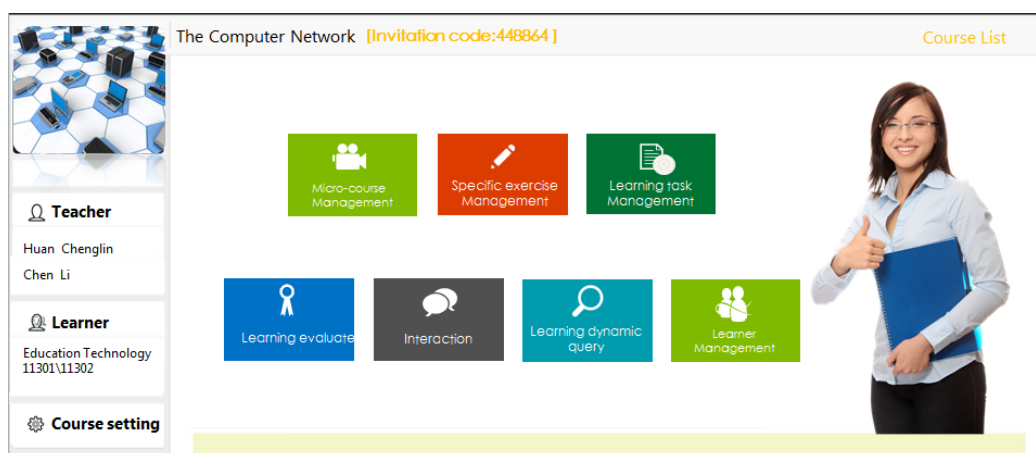 The Computer Network [Invitation code:448864]
Course List
Teacher
Huan Chenglin
Chen Li
Learner
Education Technology
11301\11302
Course setting
Micro-course
Management
Specific exercise
Management
Learning task
Management
Learning evaluate
Interaction
Learning dynamic
query
Learner
Management